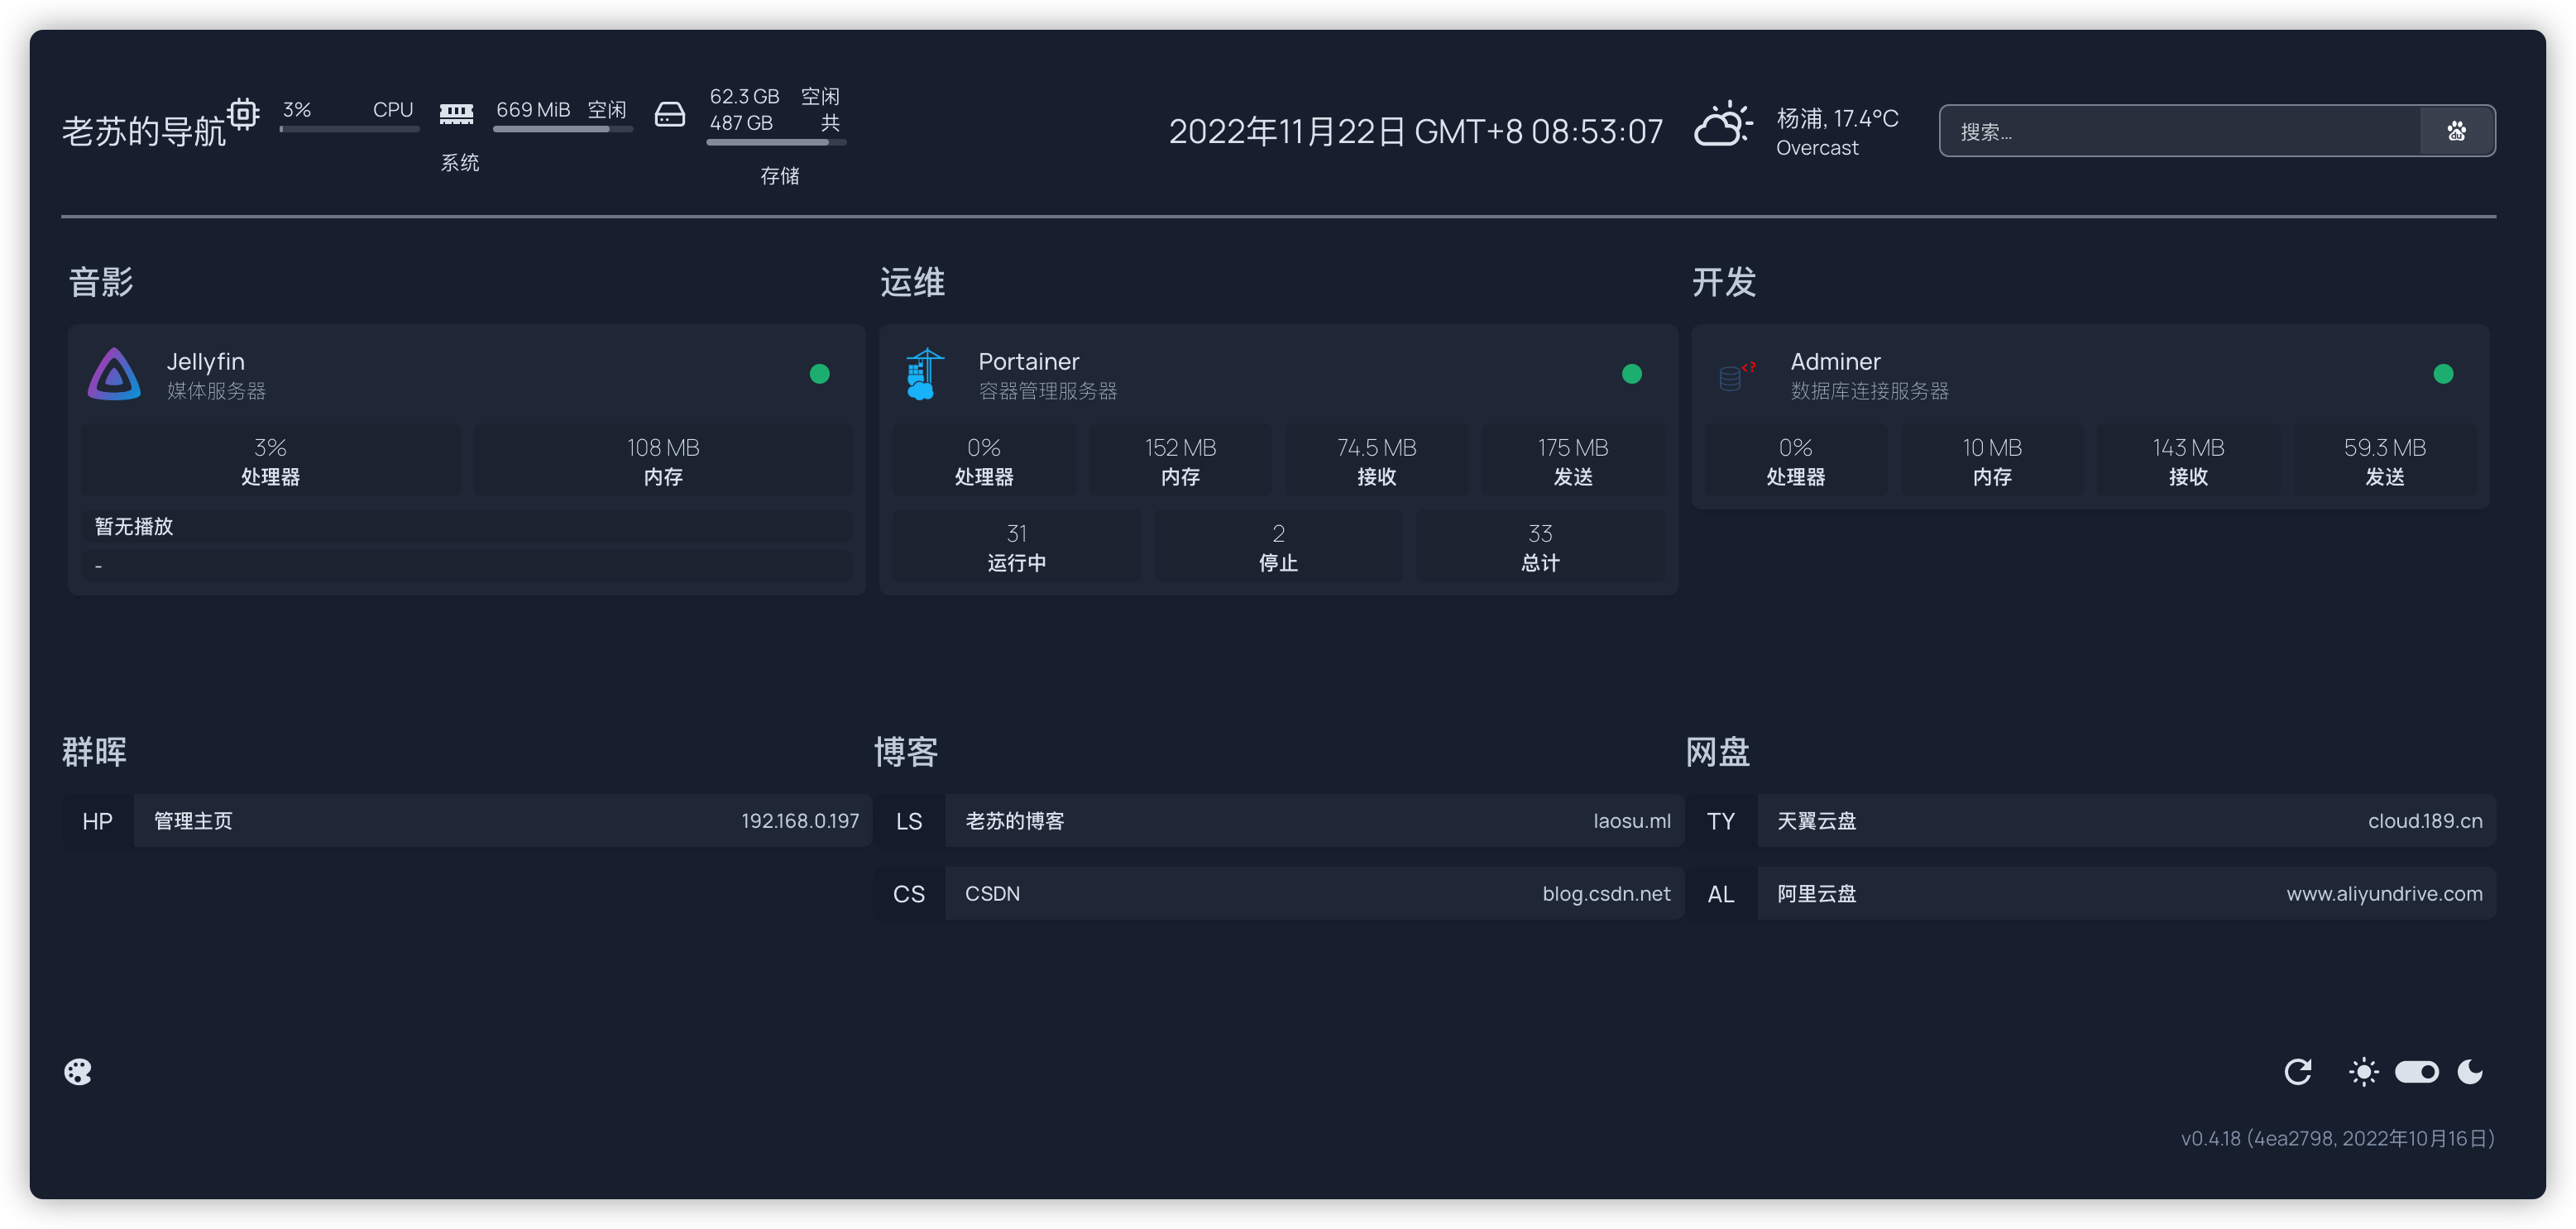 老苏的导航
3% CPU
669 MiB 空闲
系统
62.3 GB 空闲
487 GB 共
存储
2022年11月22日 GMT+8 08:53:07
杨浦, 17.4°C
Overcast
搜索...
du
音影
Jellyfin
媒体服务器
3% 108 MB
处理器 内存
暂无播放
-
运维
Portainer
容器管理服务器
0% 152 MB 74.5 MB 175 MB
处理器 内存 接收 发送
31 2 33
运行中 停止 总计
开发
<?
Adminer
数据库连接服务器
0% 10 MB 143 MB 59.3 MB
处理器 内存 接收 发送
群晖
HP 管理主页 192.168.0.197
博客
LS 老苏的博客 laosu.ml
CS CSDN blog.csdn.net
网盘
TY 天翼云盘 cloud.189.cn
AL 阿里云盘 www.aliyundrive.com
v0.4.18 (4ea2798, 2022年10月16日)